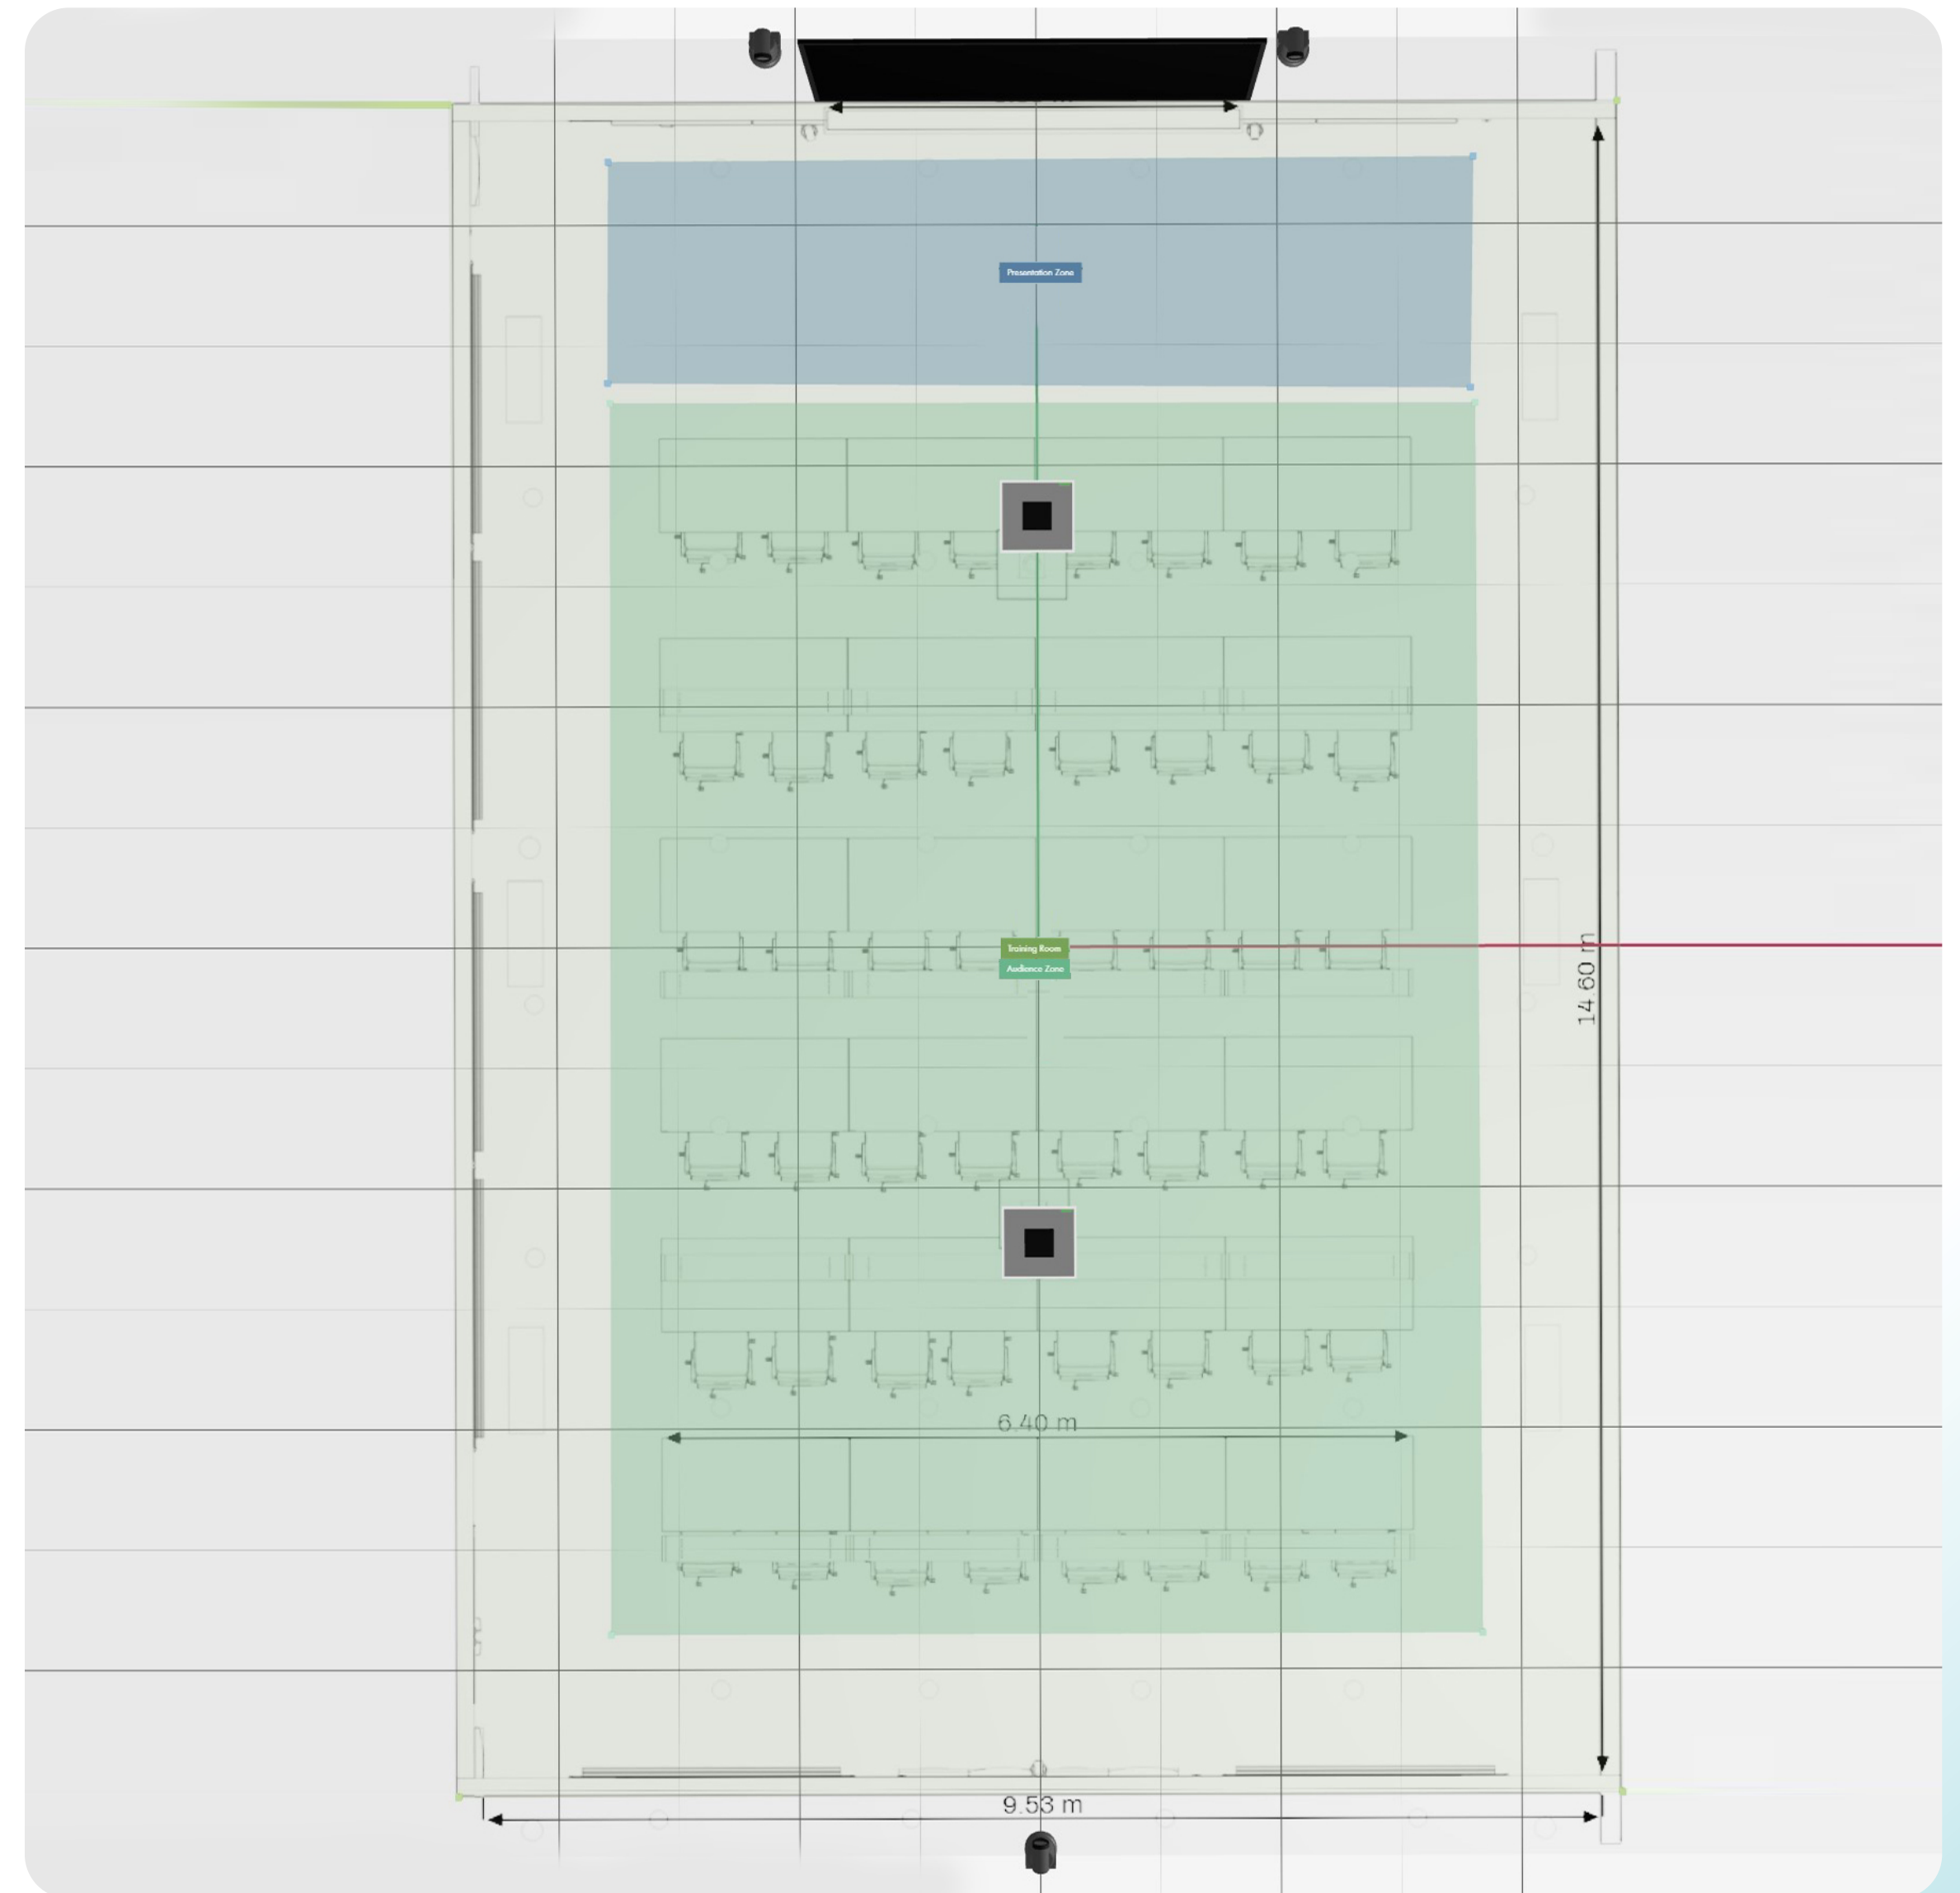 Presentation Zone
Training Room
Audience Zone
14.60 m
6.40 m
9.53 m